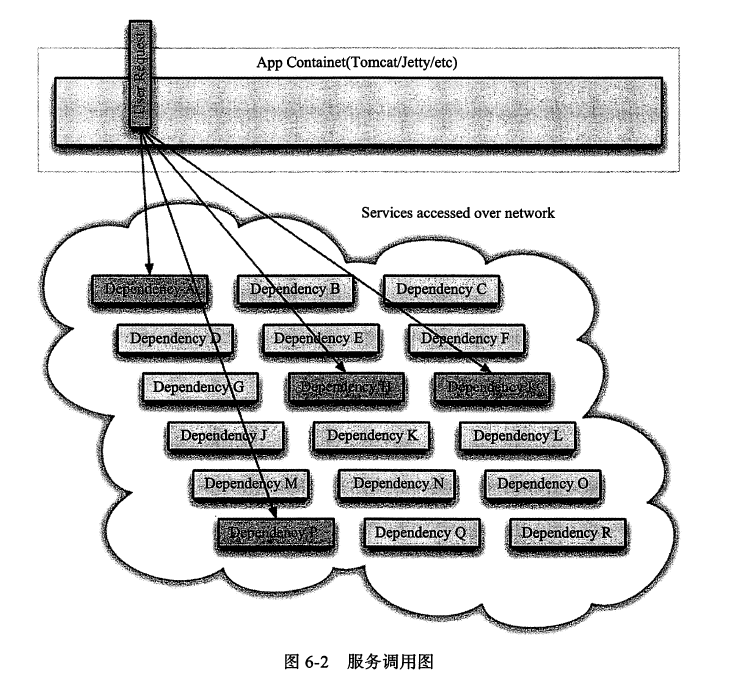 User Request
App Containet(Tomcat/Jetty/etc)
Services accessed over network
Dependency A Dependency B Dependency C
Dependency D Dependency E Dependency F
Dependency G Dependency H Dependency I
Dependency J Dependency K Dependency L
Dependency M Dependency N Dependency O
Dependency P Dependency Q Dependency R
图 6-2 服务调用图